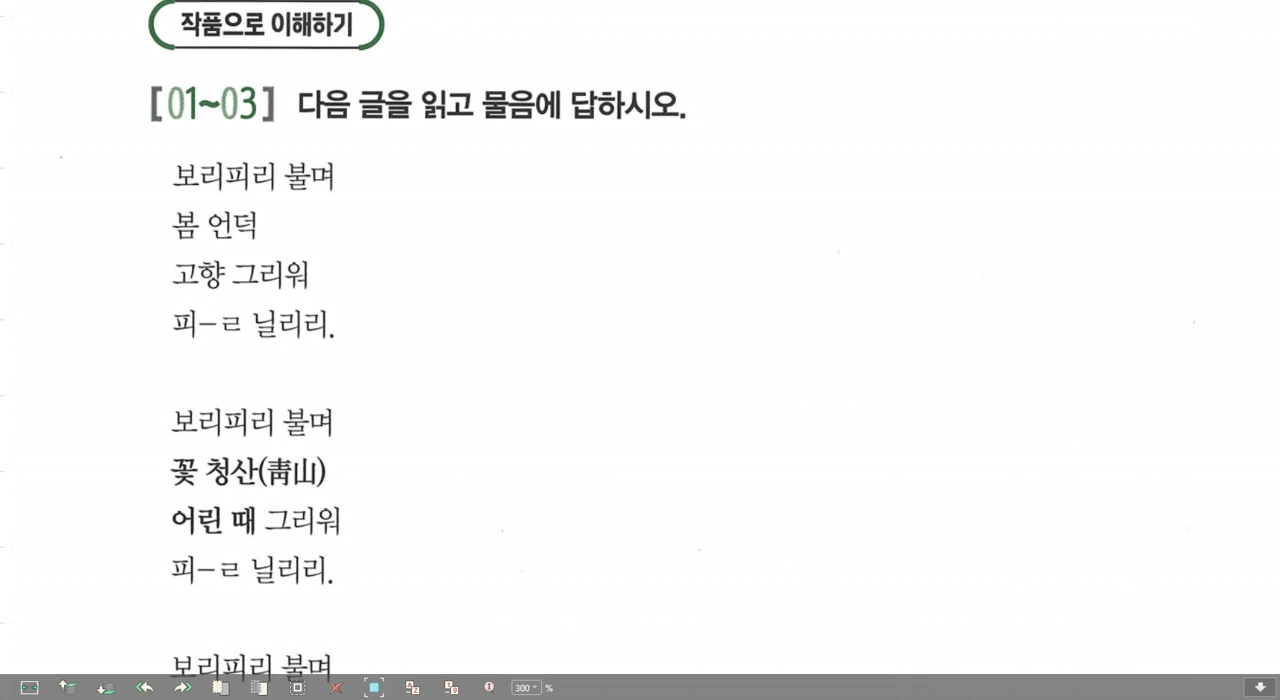 작품으로 이해하기
[01~03] 다음 글을 읽고 물음에 답하시오.
보리피리 불며
봄 언덕
고향 그리워
피-ㄹ 닐리리.
보리피리 불며
꽃 청산(靑山)
어린 때 그리워
피-ㄹ 닐리리.
보리피리 불며
300 %